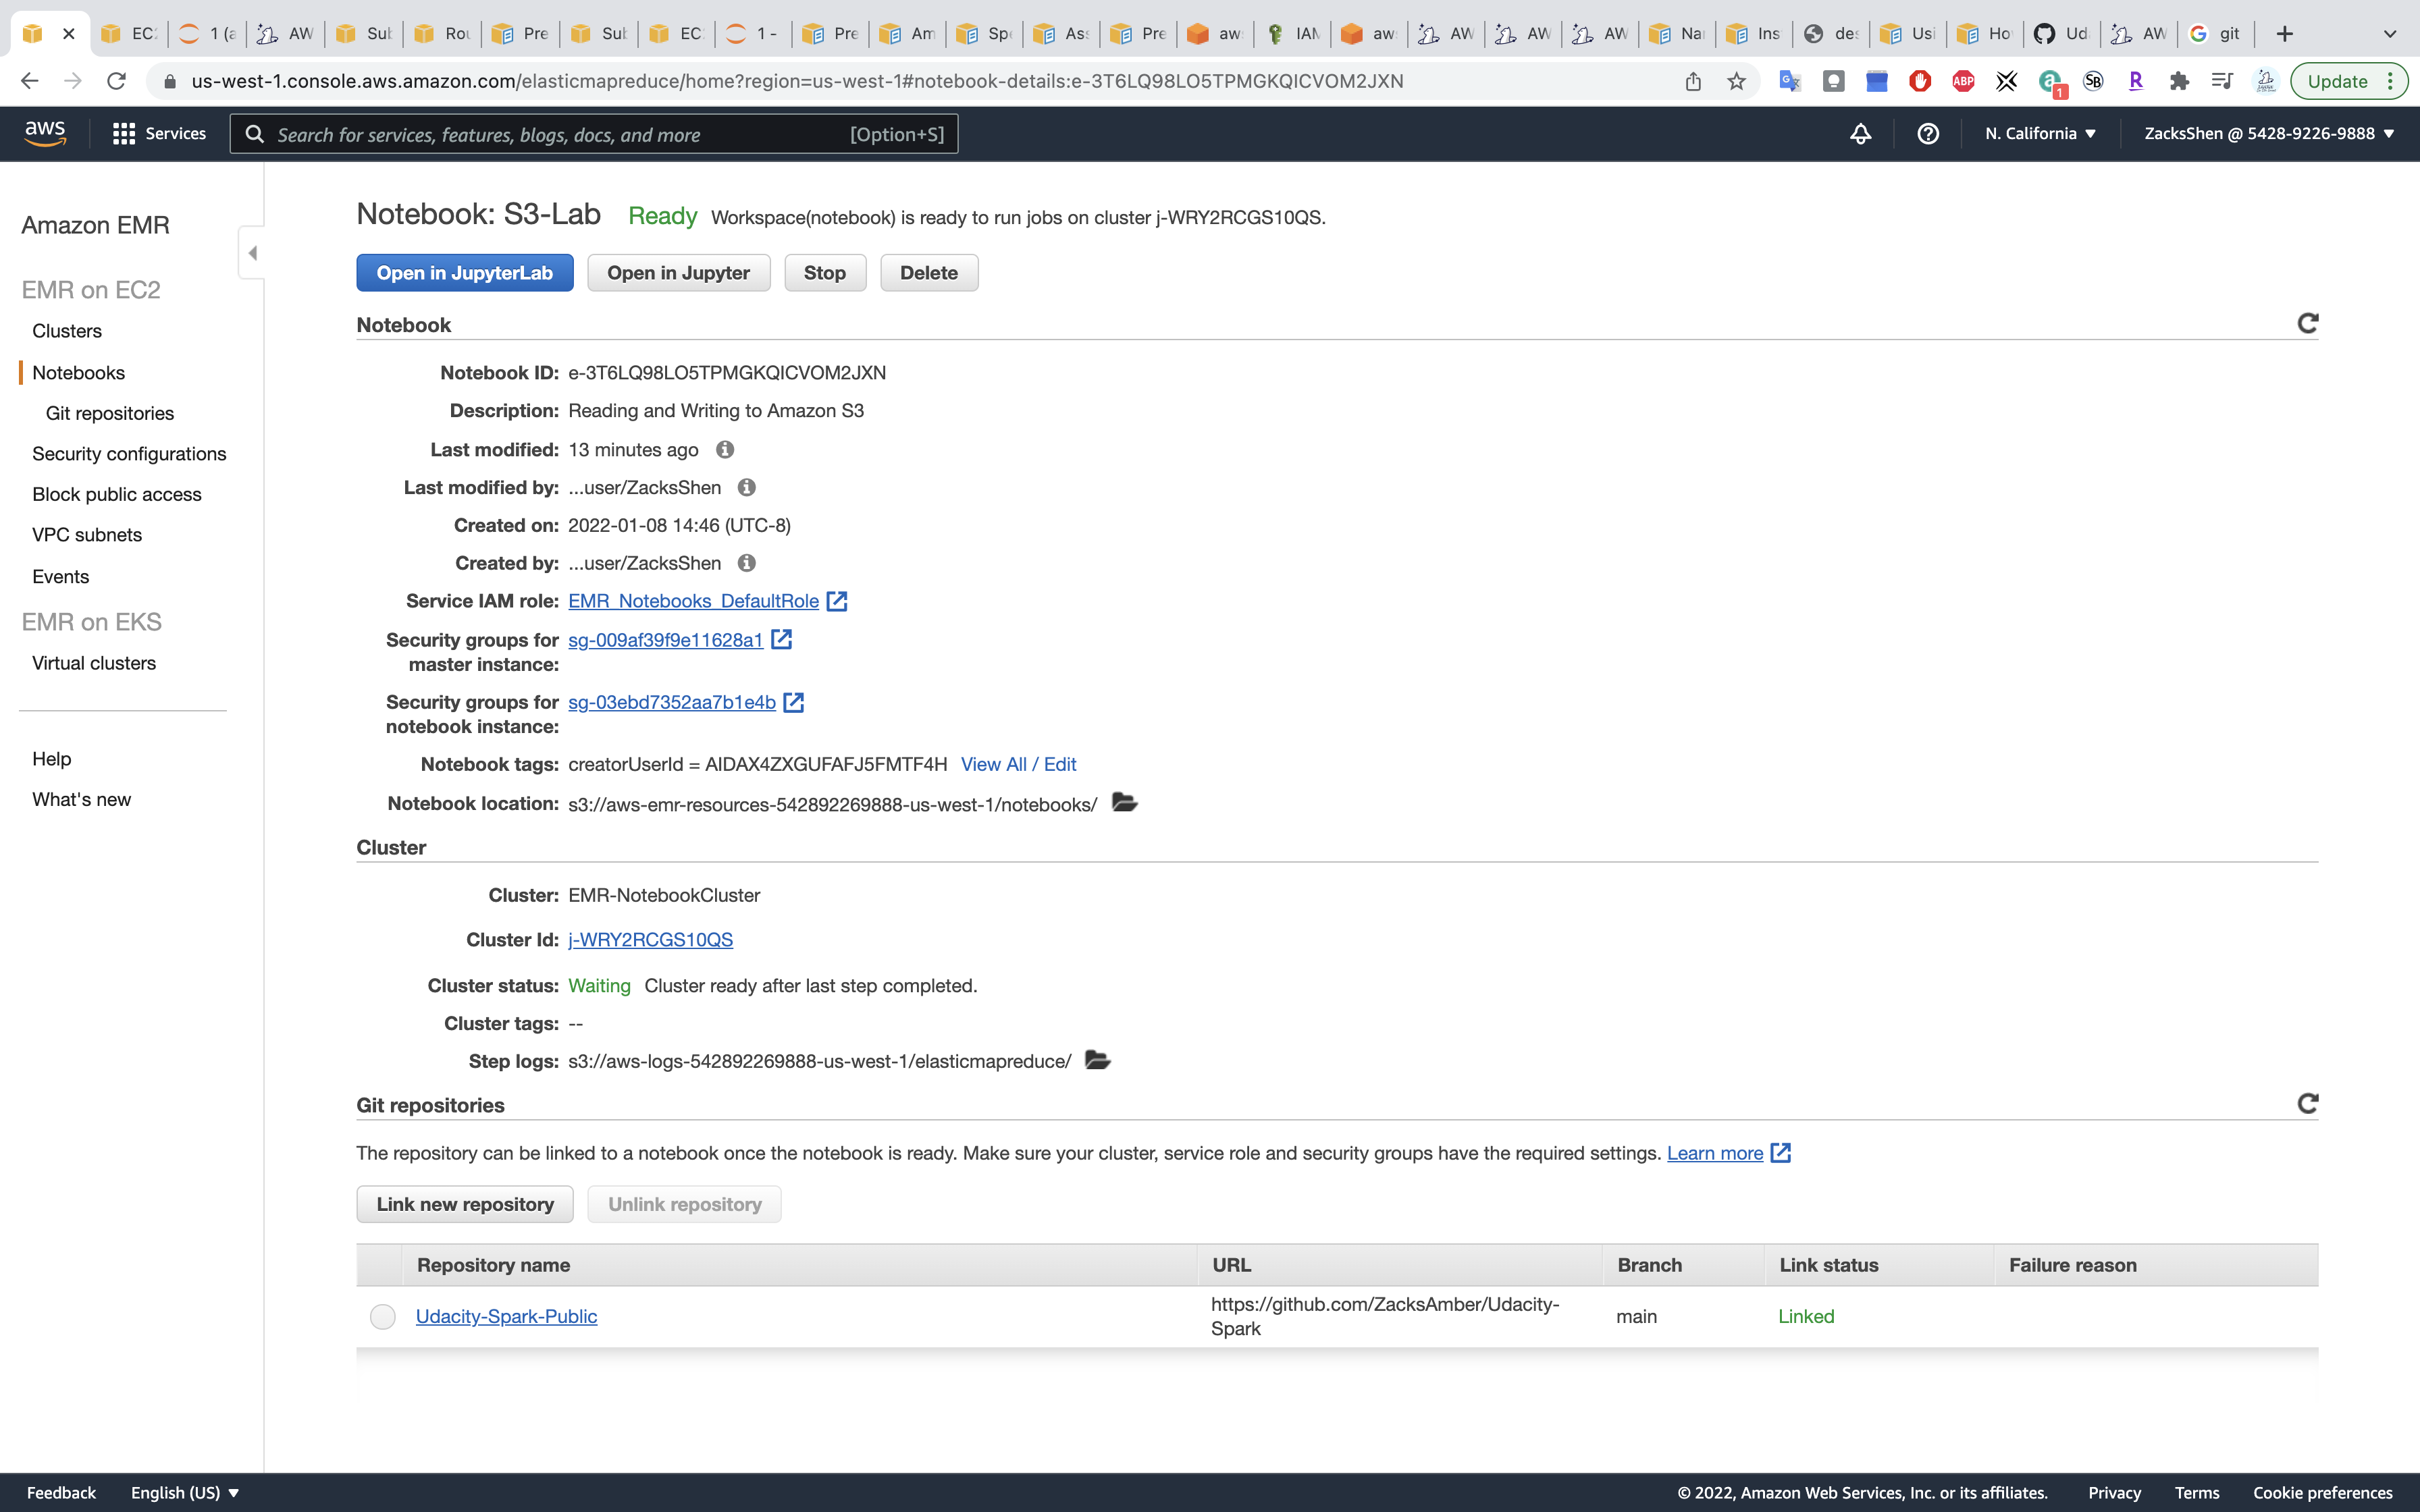 EC2 1 (a AW Sub Rou Pre Sub EC 1 - Pre Am Spe Ass Pre aw IAM aw AW AW AW Nar Ins des Usi Ho Ud AW git
us-west-1.console.aws.amazon.com/elasticmapreduce/home?region=us-west-1#notebook-details:e-3T6LQ98LO5TPMGKQICVOM2JXN ABP 1 SB R Update
aws Services Search for services, features, blogs, docs, and more [Option+S] N. California ZacksShen @ 5428-9226-9888
Amazon EMR
EMR on EC2
Clusters
Notebooks
Git repositories
Security configurations
Block public access
VPC subnets
Events
EMR on EKS
Virtual clusters
Help
What's new
Notebook: S3-Lab Ready Workspace(notebook) is ready to run jobs on cluster j-WRY2RCGS10QS.
Open in JupyterLab Open in Jupyter Stop Delete
Notebook
Notebook ID: e-3T6LQ98LO5TPMGKQICVOM2JXN
Description: Reading and Writing to Amazon S3
Last modified: 13 minutes ago
Last modified by: ...user/ZacksShen
Created on: 2022-01-08 14:46 (UTC-8)
Created by: ...user/ZacksShen
Service IAM role: EMR_Notebooks_DefaultRole
Security groups for sg-009af39f9e11628a1
master instance:
Security groups for sg-03ebd7352aa7b1e4b
notebook instance:
Notebook tags: creatorUserId = AIDAX4ZXGUFAFJ5FMTF4H View All / Edit
Notebook location: s3://aws-emr-resources-542892269888-us-west-1/notebooks/
Cluster
Cluster: EMR-NotebookCluster
Cluster Id: j-WRY2RCGS10QS
Cluster status: Waiting Cluster ready after last step completed.
Cluster tags: --
Step logs: s3://aws-logs-542892269888-us-west-1/elasticmapreduce/
Git repositories
The repository can be linked to a notebook once the notebook is ready. Make sure your cluster, service role and security groups have the required settings. Learn more
Link new repository Unlink repository
Repository name URL Branch Link status Failure reason
Udacity-Spark-Public https://github.com/ZacksAmber/Udacity- main Linked
Spark
Feedback English (US) © 2022, Amazon Web Services, Inc. or its affiliates. Privacy Terms Cookie preferences